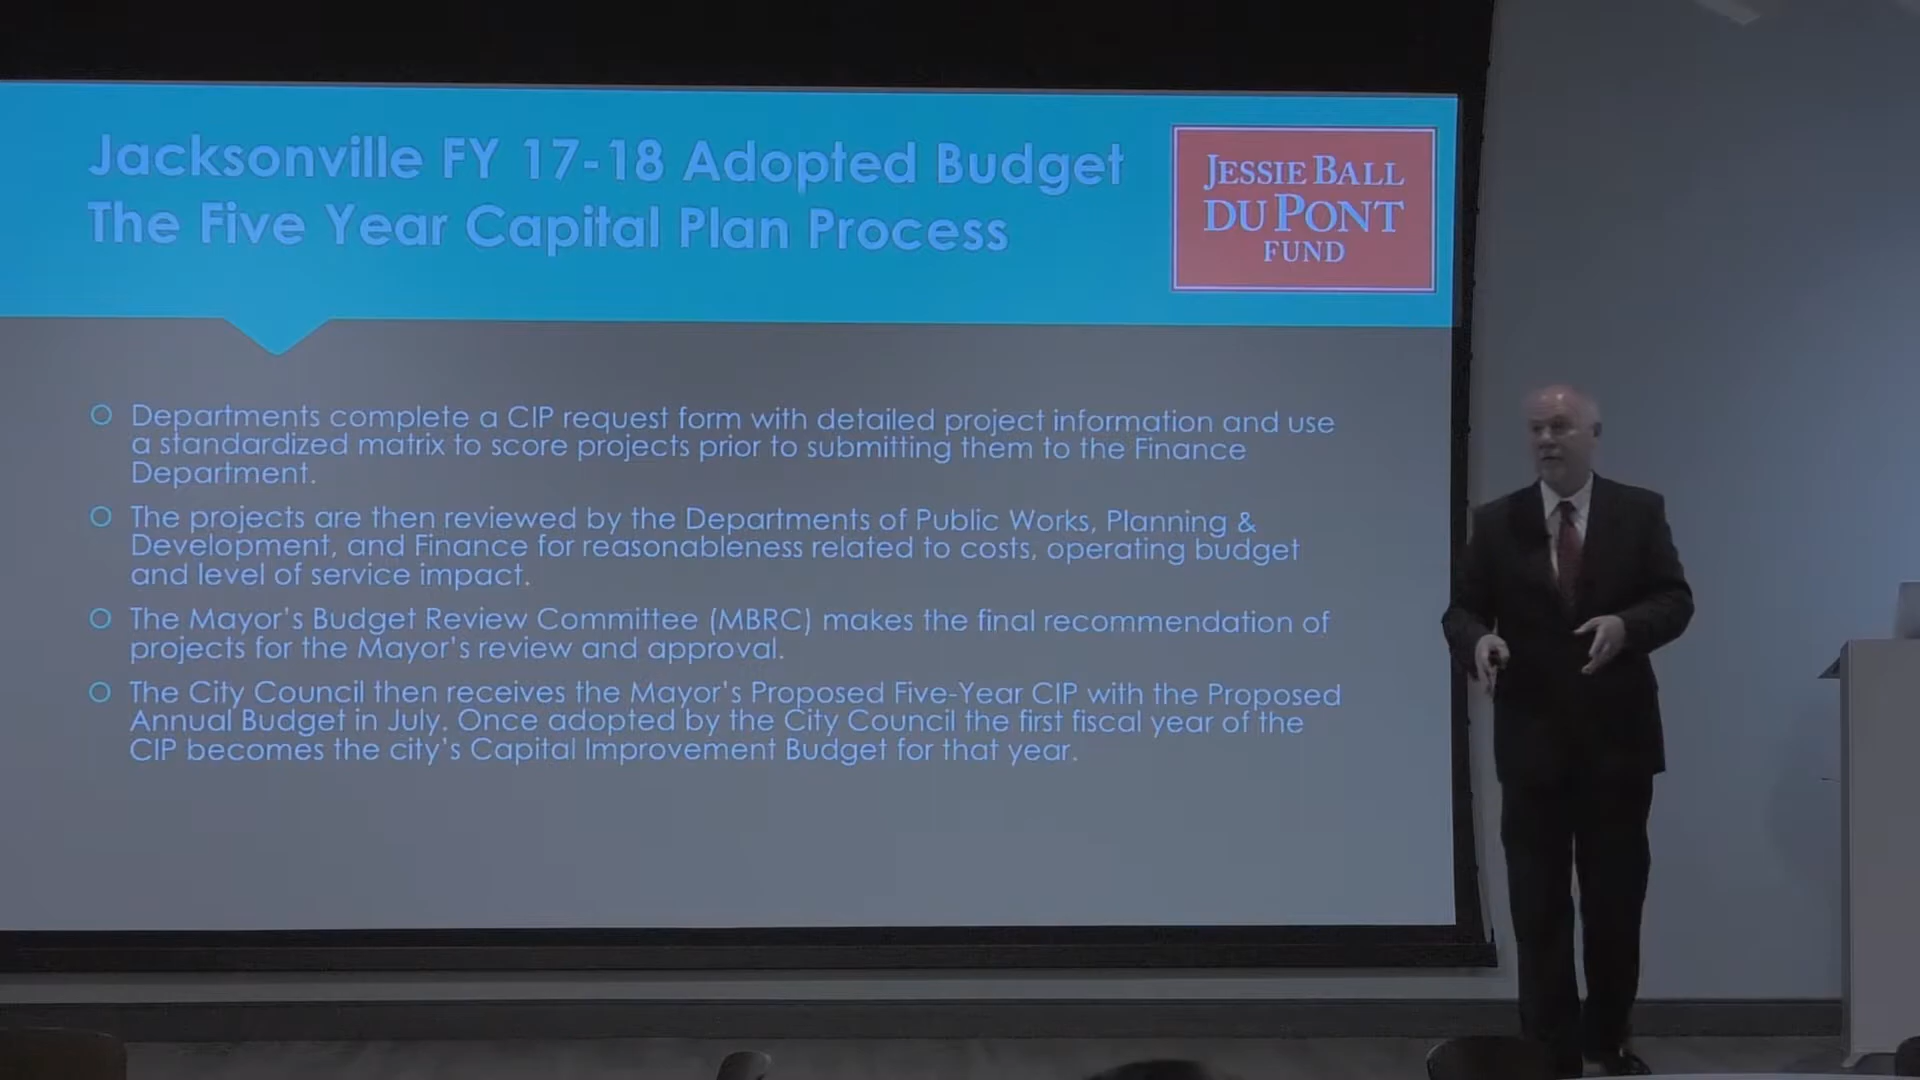 Jacksonville FY 17-18 Adopted Budget
The Five Year Capital Plan Process
JESSIE BALL
DU PONT
FUND
Departments complete a CIP request form with detailed project information and use
a standardized matrix to score projects prior to submitting them to the Finance
Department.
The projects are then reviewed by the Departments of Public Works, Planning &
Development, and Finance for reasonableness related to costs, operating budget
and level of service impact.
The Mayor's Budget Review Committee (MBRC) makes the final recommendation of
projects for the Mayor's review and approval.
The City Council then receives the Mayor's Proposed Five-Year CIP with the Proposed
Annual Budget in July. Once adopted by the City Council the first fiscal year of the
CIP becomes the city's Capital Improvement Budget for that year.